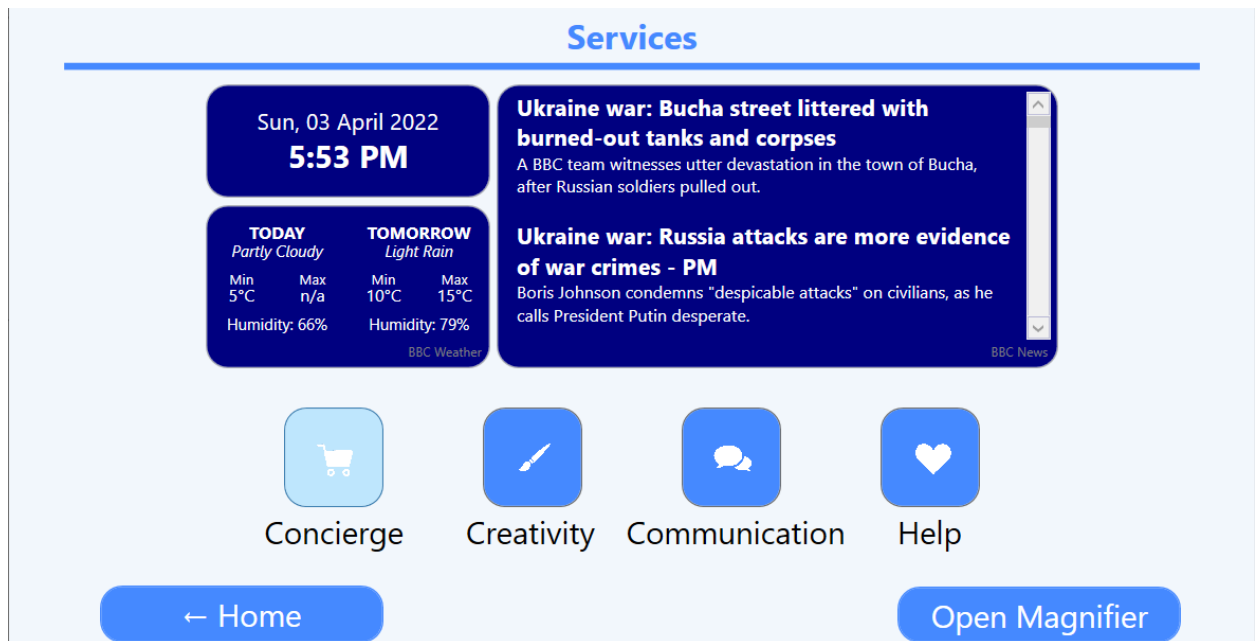 Services
Sun, 03 April 2022
5:53 PM
TODAY
Partly Cloudy
Min Max
5°C n/a
Humidity: 66%
TOMORROW
Light Rain
Min Max
10°C 15°C
Humidity: 79%
BBC Weather
Ukraine war: Bucha street littered with
burned-out tanks and corpses
A BBC team witnesses utter devastation in the town of Bucha,
after Russian soldiers pulled out.
Ukraine war: Russia attacks are more evidence
of war crimes - PM
Boris Johnson condemns "despicable attacks" on civilians, as he
calls President Putin desperate.
BBC News
Concierge
Creativity
Communication
Help
← Home
Open Magnifier